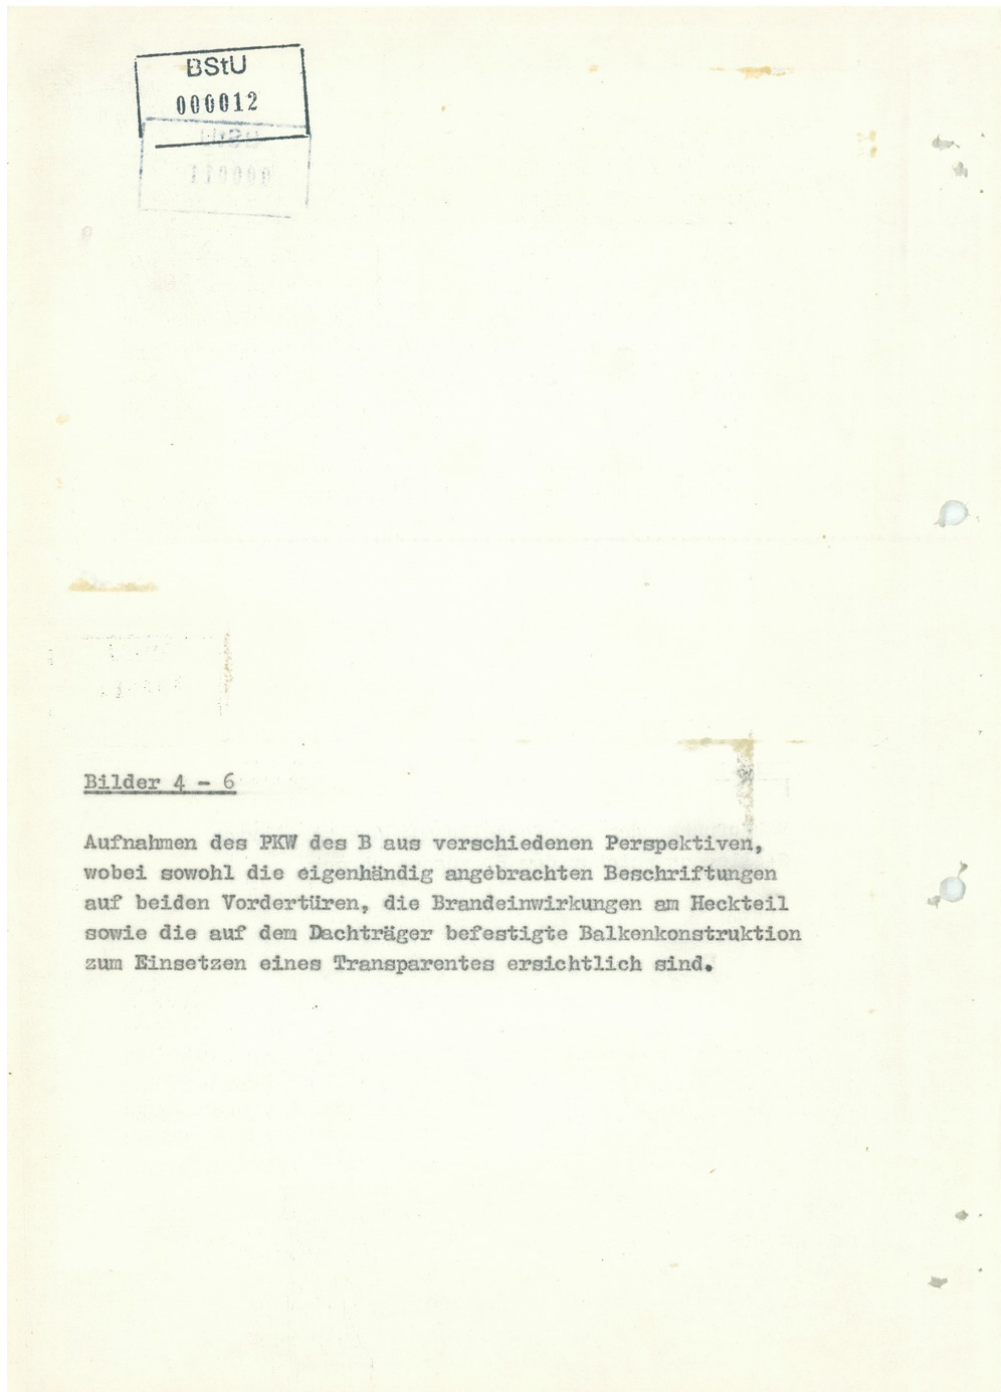 BStU
000012
Bilder 4 - 6
Aufnahmen des PKW des B aus verschiedenen Perspektiven,
wobei sowohl die eigenhändig angebrachten Beschriftungen
auf beiden Vordertüren, die Brandeinwirkungen am Heckteil
sowie die auf dem Dachträger befestigte Balkenkonstruktion
zum Einsetzen eines Transparentes ersichtlich sind.